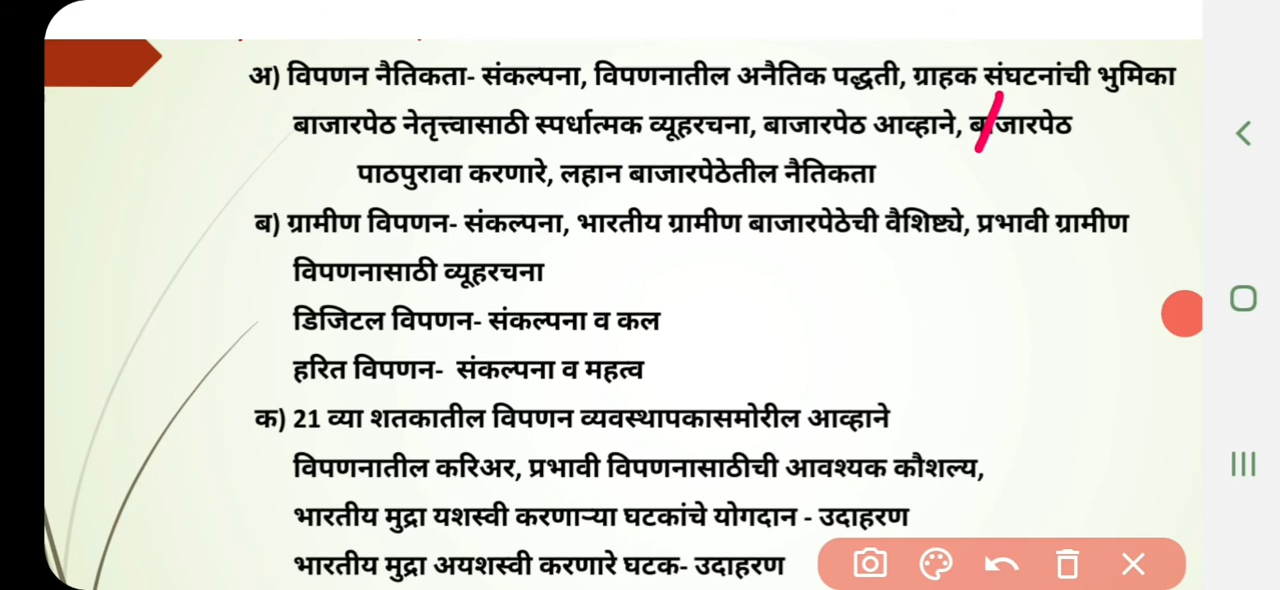 अ) विपणन नैतिकता- संकल्पना, विपणनातील अनैतिक पद्धती, ग्राहक संघटनांची भुमिका
बाजारपेठ नेतृत्त्वासाठी स्पर्धात्मक व्यूहरचना, बाजारपेठ आव्हाने, बाजारपेठ
पाठपुरावा करणारे, लहान बाजारपेठेतील नैतिकता
ब) ग्रामीण विपणन- संकल्पना, भारतीय ग्रामीण बाजारपेठेची वैशिष्ट्ये, प्रभावी ग्रामीण
विपणनासाठी व्यूहरचना
डिजिटल विपणन- संकल्पना व कल
हरित विपणन- संकल्पना व महत्व
क) 21 व्या शतकातील विपणन व्यवस्थापकासमोरील आव्हाने
विपणनातील करिअर, प्रभावी विपणनासाठीची आवश्यक कौशल्य,
भारतीय मुद्रा यशस्वी करणाऱ्या घटकांचे योगदान - उदाहरण
भारतीय मुद्रा अयशस्वी करणारे घटक- उदाहरण